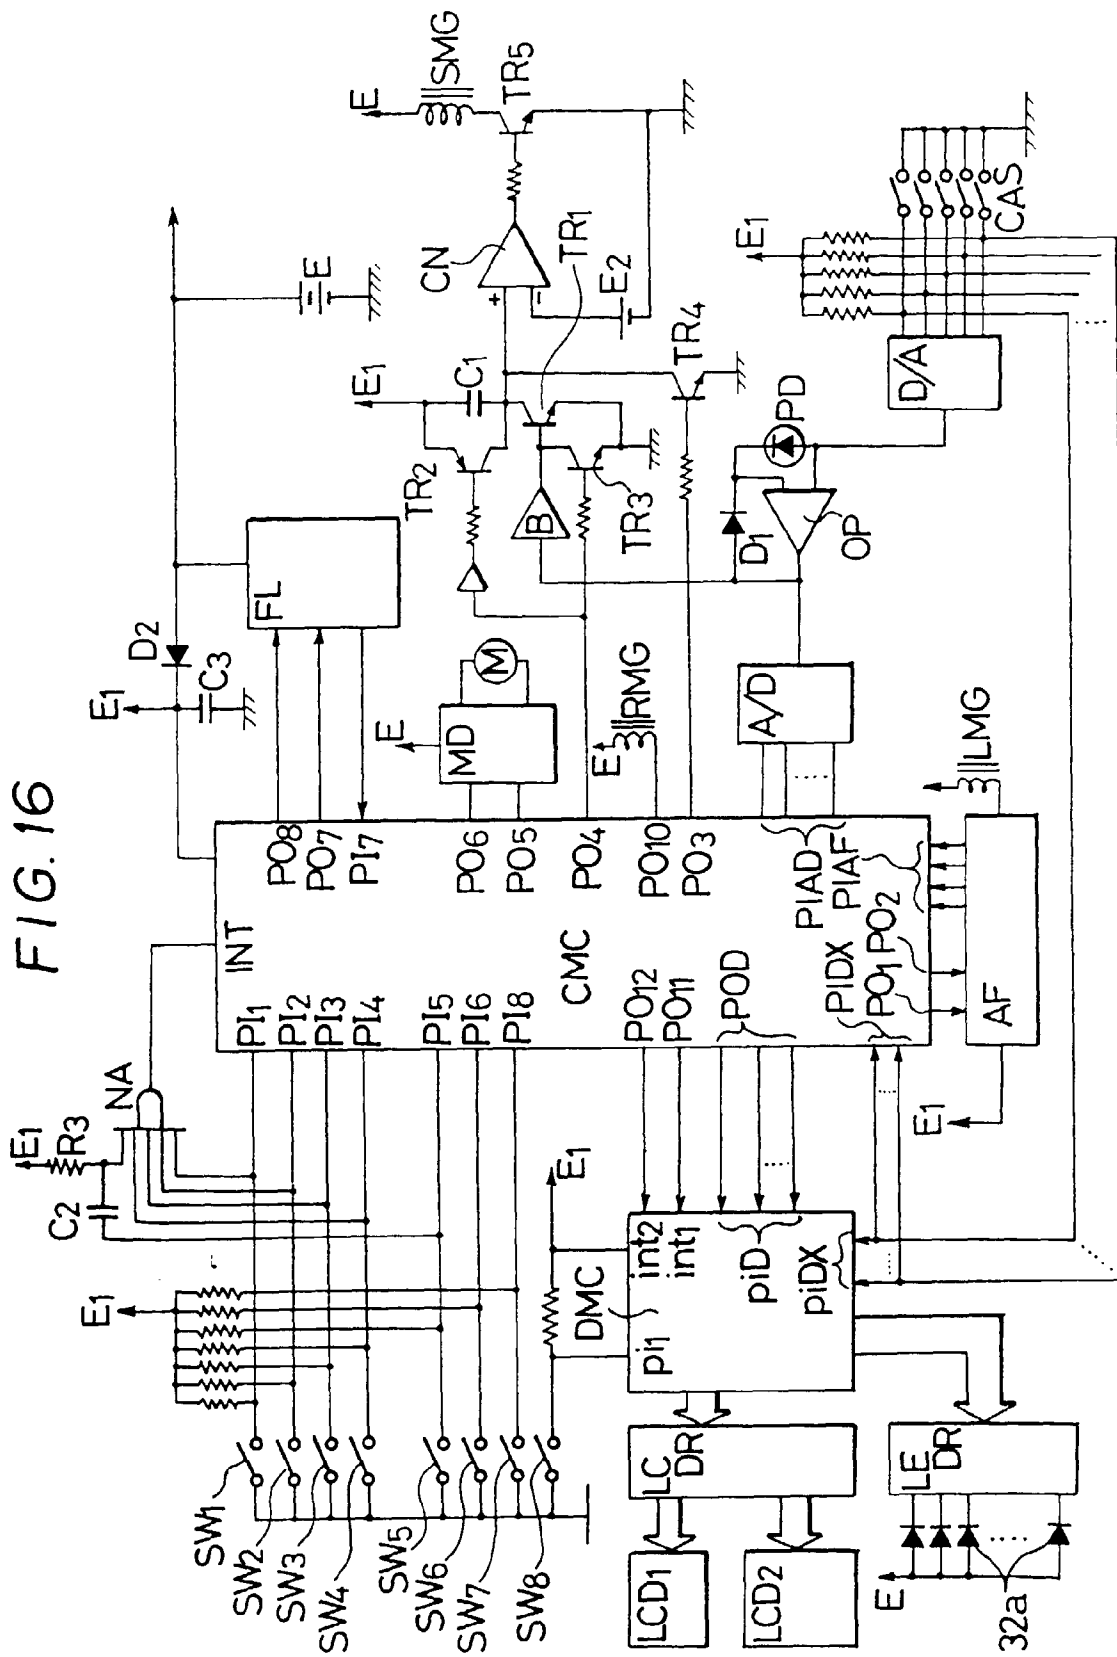 FIG. 16
SW1
SW2
SW3
SW4
SW5
SW6
SW7
SW8
E1
C2
E1
R3
NA
INT
PI1
PI2
PI3
PI4
PI5
PI6
PI8
CMC
PO12
PO11
POD
PIDX
PO1
PO2
PIAF
PIAD
PO8
PO7
PI7
PO6
PO5
PO4
PO10
PO3
E1
C3
D2
FL
E
E
MD
M
E1
RMG
A/D
AF
E1
LMG
TR2
E1
C1
B
TR3
TR1
CN
+
-
E2
E
SMG
TR5
TR4
D1
OP
PD
D/A
E1
CAS
E1
DMC
pi1
int2
int1
piD
piDX
LC
DR
LCD1
LCD2
LE
DR
E
32a